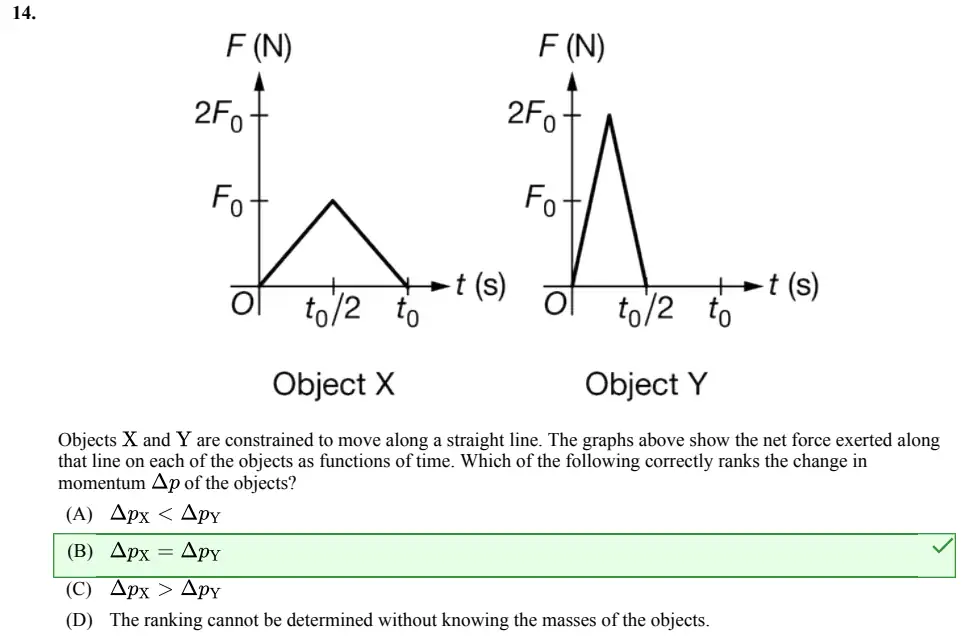 14.
F (N) F (N)
2F₀ 2F₀
F₀ F₀
t (s) t (s)
O t₀/2 t₀ O t₀/2 t₀
Object X Object Y
Objects X and Y are constrained to move along a straight line. The graphs above show the net force exerted along
that line on each of the objects as functions of time. Which of the following correctly ranks the change in
momentum Δp of the objects?
(A) Δpₓ < Δp_Y
(B) Δpₓ = Δp_Y
(C) Δpₓ > Δp_Y
(D) The ranking cannot be determined without knowing the masses of the objects.